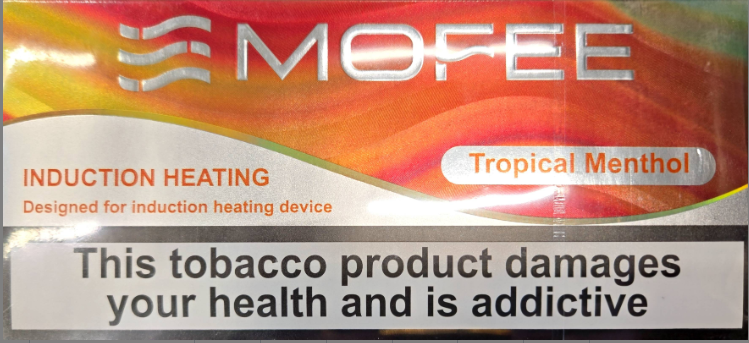 MOFEE
Tropical Menthol
INDUCTION HEATING
Designed for induction heating device
This tobacco product damages
your health and is addictive